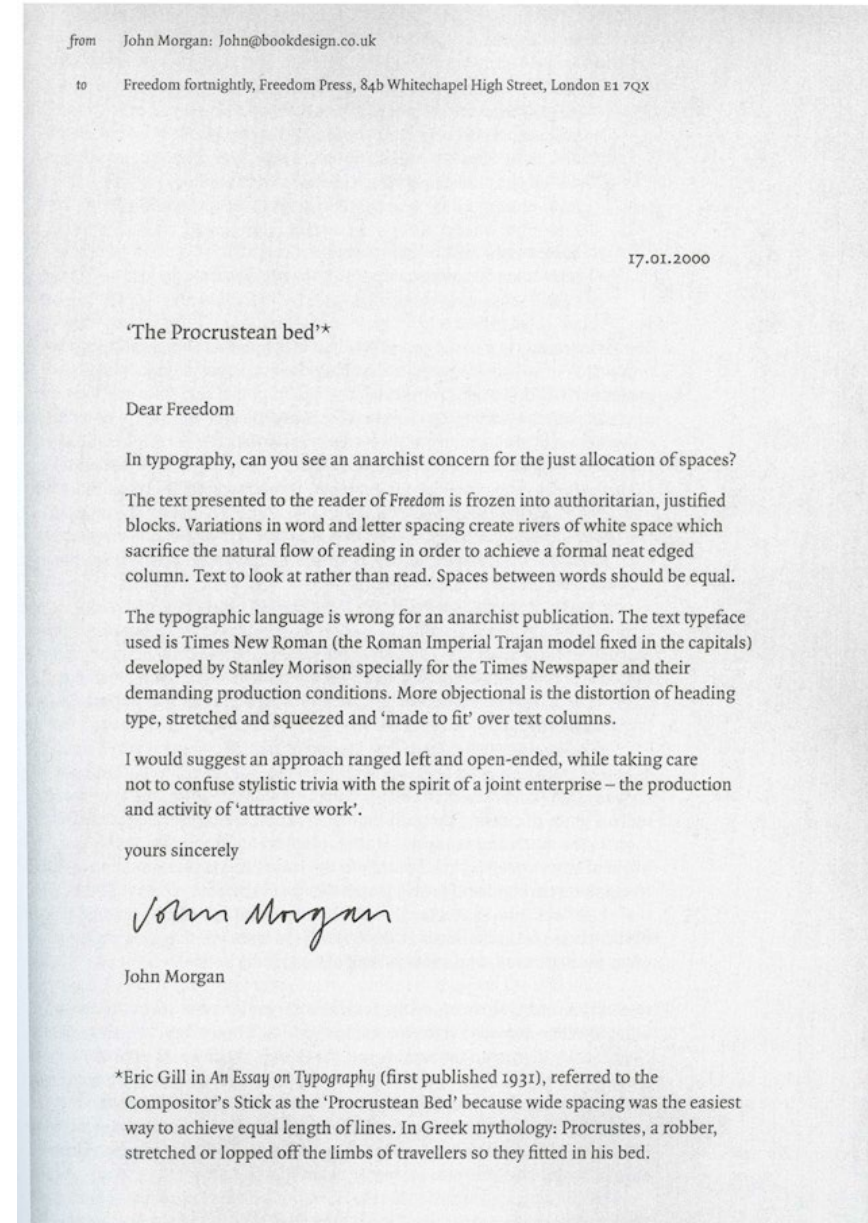 from John Morgan: John@bookdesign.co.uk
to Freedom fortnightly, Freedom Press, 84b Whitechapel High Street, London E1 7QX
17.01.2000
‘The Procrustean bed’*
Dear Freedom
In typography, can you see an anarchist concern for the just allocation of spaces?
The text presented to the reader of Freedom is frozen into authoritarian, justified
blocks. Variations in word and letter spacing create rivers of white space which
sacrifice the natural flow of reading in order to achieve a formal neat edged
column. Text to look at rather than read. Spaces between words should be equal.
The typographic language is wrong for an anarchist publication. The text typeface
used is Times New Roman (the Roman Imperial Trajan model fixed in the capitals)
developed by Stanley Morison specially for the Times Newspaper and their
demanding production conditions. More objectional is the distortion of heading
type, stretched and squeezed and ‘made to fit’ over text columns.
I would suggest an approach ranged left and open-ended, while taking care
not to confuse stylistic trivia with the spirit of a joint enterprise – the production
and activity of ‘attractive work’.
yours sincerely
John Morgan
John Morgan
*Eric Gill in An Essay on Typography (first published 1931), referred to the
Compositor’s Stick as the ‘Procrustean Bed’ because wide spacing was the easiest
way to achieve equal length of lines. In Greek mythology: Procrustes, a robber,
stretched or lopped off the limbs of travellers so they fitted in his bed.